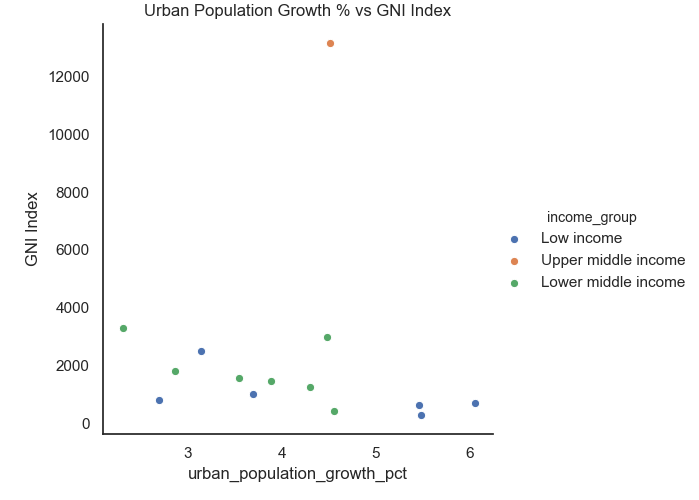 Urban Population Growth % vs GNI Index
12000
10000
8000
6000
4000
2000
0
GNI Index
3 4 5 6
urban_population_growth_pct
income_group
Low income
Upper middle income
Lower middle income